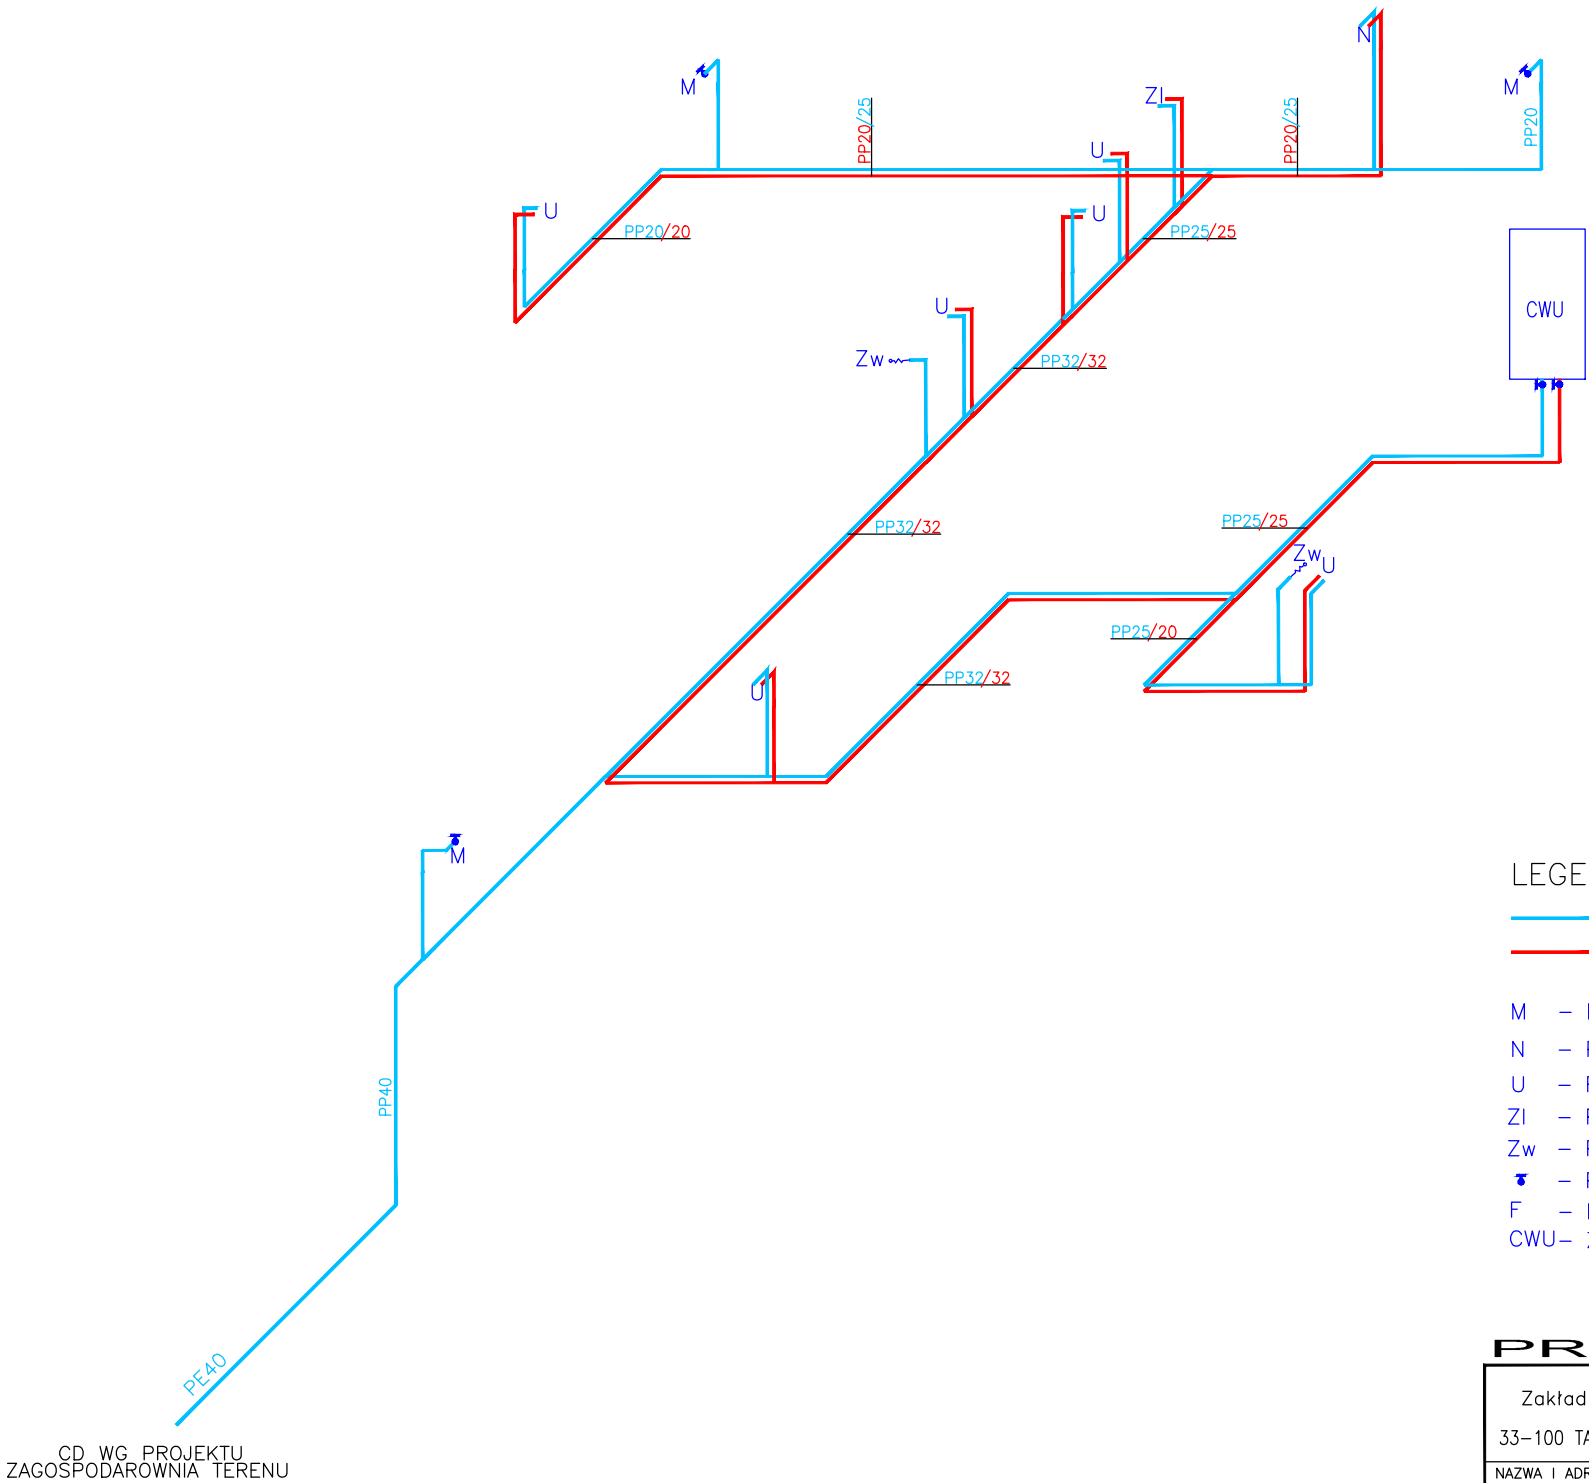 N
M
M
ZI
PP20/25
PP20/25
PP20
U
U
U
PP20/20
PP25/25
U
CWU
Zw
PP32/32
PP25/25
PP32/32
Zw
U
PP25/20
PP32/32
U
M
LEGE
M –
N –
U –
ZI –
Zw –
–
F –
CWU–
PP40
PE40
PR
Zakład
33-100 TA
CD WG PROJEKTU
ZAGOSPODAROWNIA TERENU
NAZWA I ADR